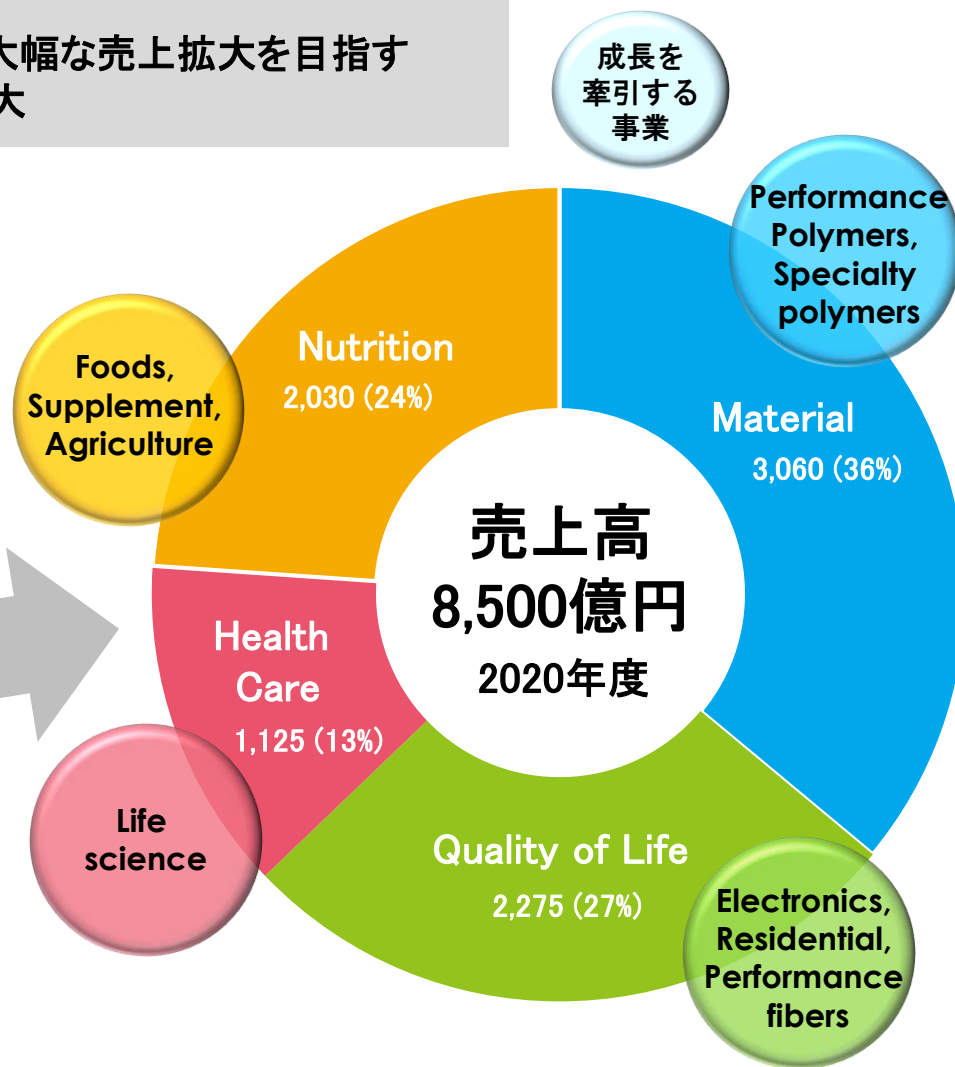 大幅な売上拡大を目指す
大
成長を
牽引する
事業
Performance
Polymers,
Specialty
polymers
Nutrition
2,030 (24%)
Foods,
Supplement,
Agriculture
Material
3,060 (36%)
売上高
8,500億円
2020年度
Health
Care
1,125 (13%)
Life
science
Quality of Life
2,275 (27%)
Electronics,
Residential,
Performance
fibers